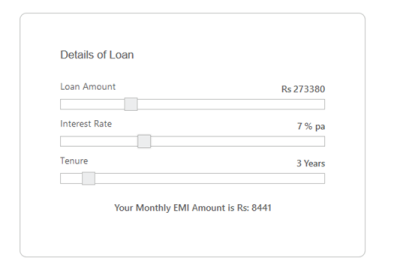 Details of Loan
Loan Amount
Rs 273380
Interest Rate
7 % pa
Tenure
3 Years
Your Monthly EMI Amount is Rs: 8441